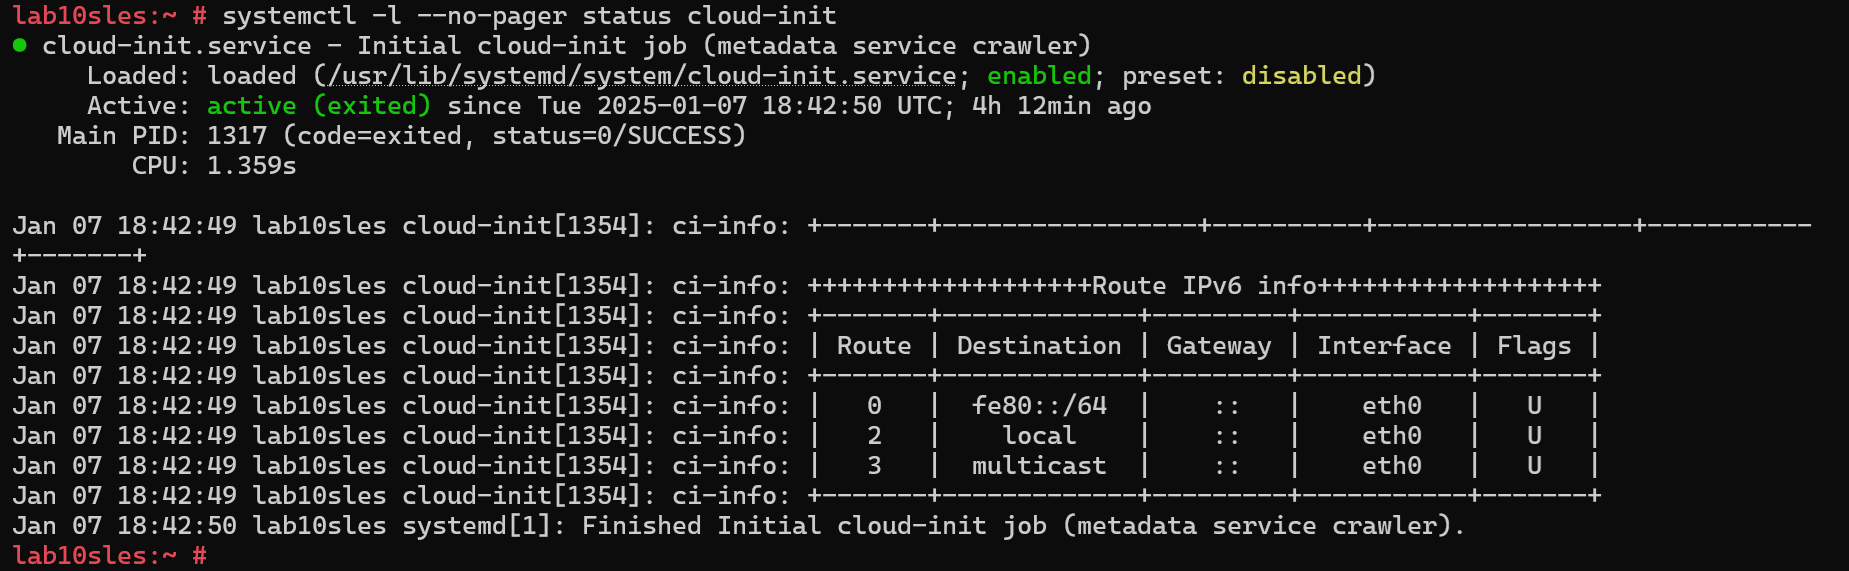 lab10sles:~ # systemctl -l --no-pager status cloud-init
● cloud-init.service - Initial cloud-init job (metadata service crawler)
     Loaded: loaded (/usr/lib/systemd/system/cloud-init.service; enabled; preset: disabled)
     Active: active (exited) since Tue 2025-01-07 18:42:50 UTC; 4h 12min ago
   Main PID: 1317 (code=exited, status=0/SUCCESS)
        CPU: 1.359s

Jan 07 18:42:49 lab10sles cloud-init[1354]: ci-info: +-------+-----------------+----------+-----------------+-----------
+-------+
Jan 07 18:42:49 lab10sles cloud-init[1354]: ci-info: +++++++++++++++++++Route IPv6 info+++++++++++++++++++
Jan 07 18:42:49 lab10sles cloud-init[1354]: ci-info: +-------+-------------+---------+-----------+-------+
Jan 07 18:42:49 lab10sles cloud-init[1354]: ci-info: | Route | Destination | Gateway | Interface | Flags |
Jan 07 18:42:49 lab10sles cloud-init[1354]: ci-info: +-------+-------------+---------+-----------+-------+
Jan 07 18:42:49 lab10sles cloud-init[1354]: ci-info: |   0   |  fe80::/64  |    ::   |    eth0   |   U   |
Jan 07 18:42:49 lab10sles cloud-init[1354]: ci-info: |   2   |    local    |    ::   |    eth0   |   U   |
Jan 07 18:42:49 lab10sles cloud-init[1354]: ci-info: |   3   |  multicast  |    ::   |    eth0   |   U   |
Jan 07 18:42:49 lab10sles cloud-init[1354]: ci-info: +-------+-------------+---------+-----------+-------+
Jan 07 18:42:50 lab10sles systemd[1]: Finished Initial cloud-init job (metadata service crawler).
lab10sles:~ #